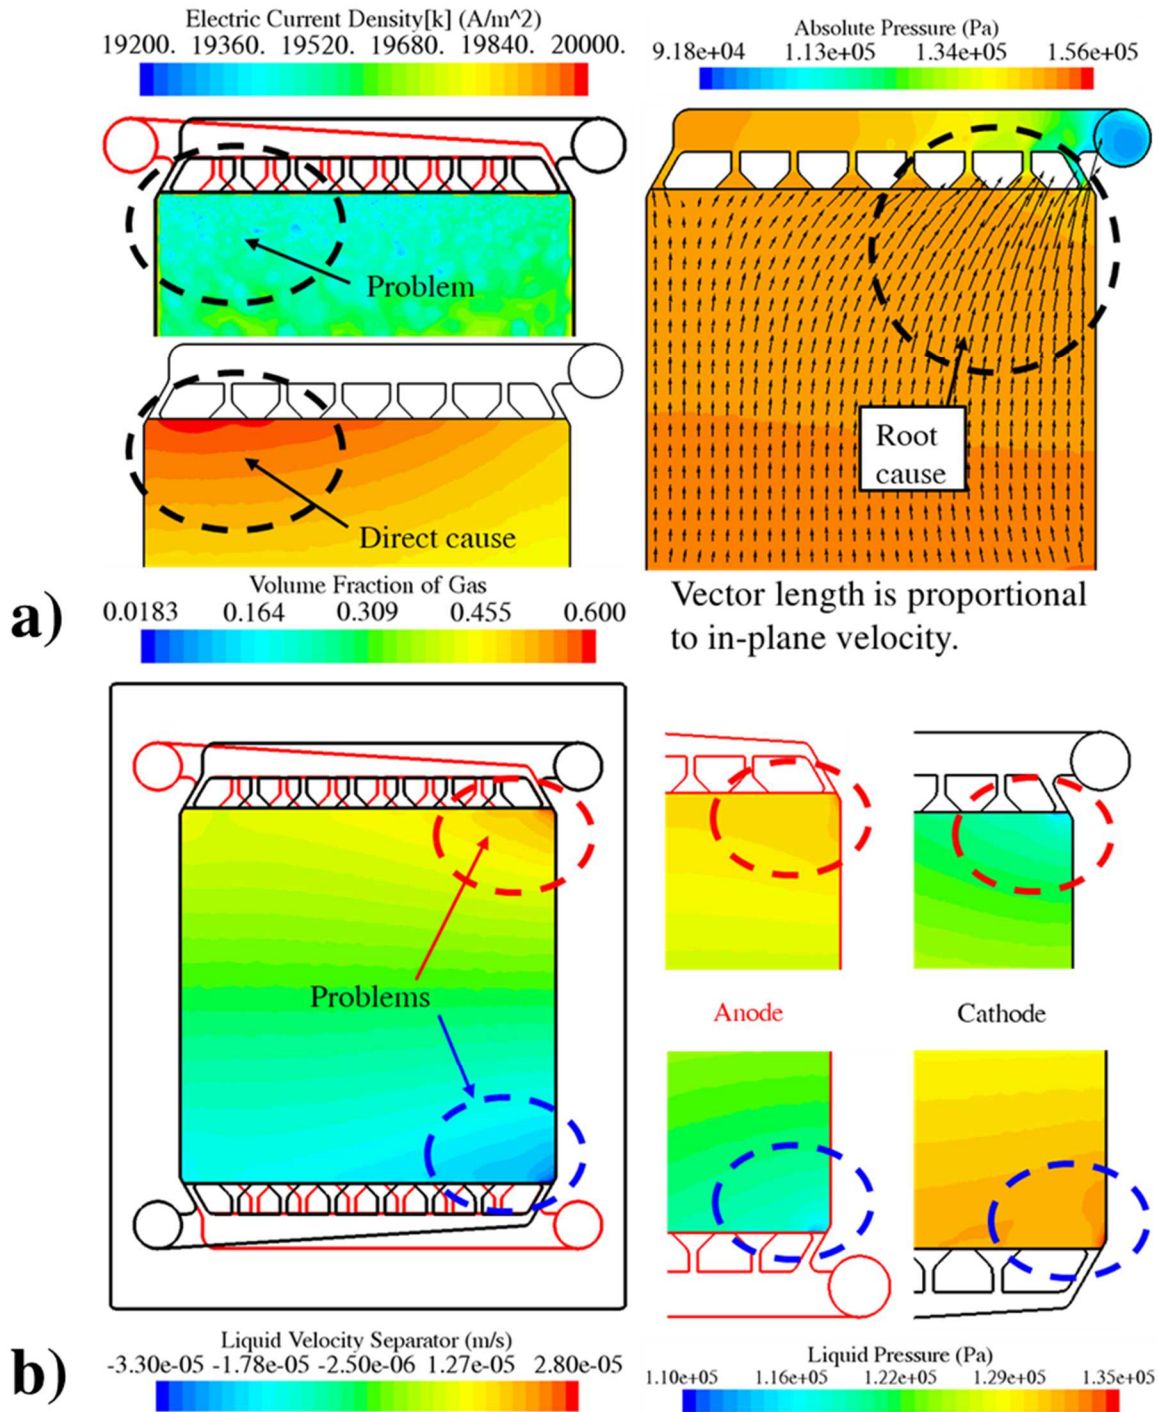 Electric Current Density[k] (A/m^2)
19200. 19360. 19520. 19680. 19840. 20000.
Problem
Direct cause
Volume Fraction of Gas
0.0183 0.164 0.309 0.455 0.600
Absolute Pressure (Pa)
9.18e+04 1.13e+05 1.34e+05 1.56e+05
Root
cause
Vector length is proportional
to in-plane velocity.
a)
Problems
Anode
Cathode
Liquid Velocity Separator (m/s)
-3.30e-05 -1.78e-05 -2.50e-06 1.27e-05 2.80e-05
Liquid Pressure (Pa)
1.10e+05 1.16e+05 1.22e+05 1.29e+05 1.35e+05
b)